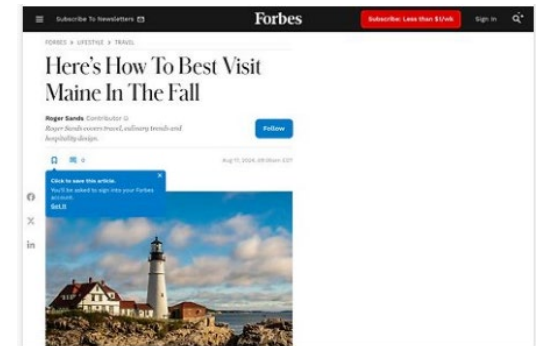 Subscribe To Newsletters
Forbes
Subscribe: Less than $1/wk
Sign In
FORBES > LIFESTYLE > TRAVEL
Here's How To Best Visit
Maine In The Fall
Roger Sands Contributor
Roger Sands covers travel, culinary trends and
hospitality design.
Follow
0
Aug 17, 2024,
Click to save this article.
You'll be asked to sign into your Forbes
account.
Got it